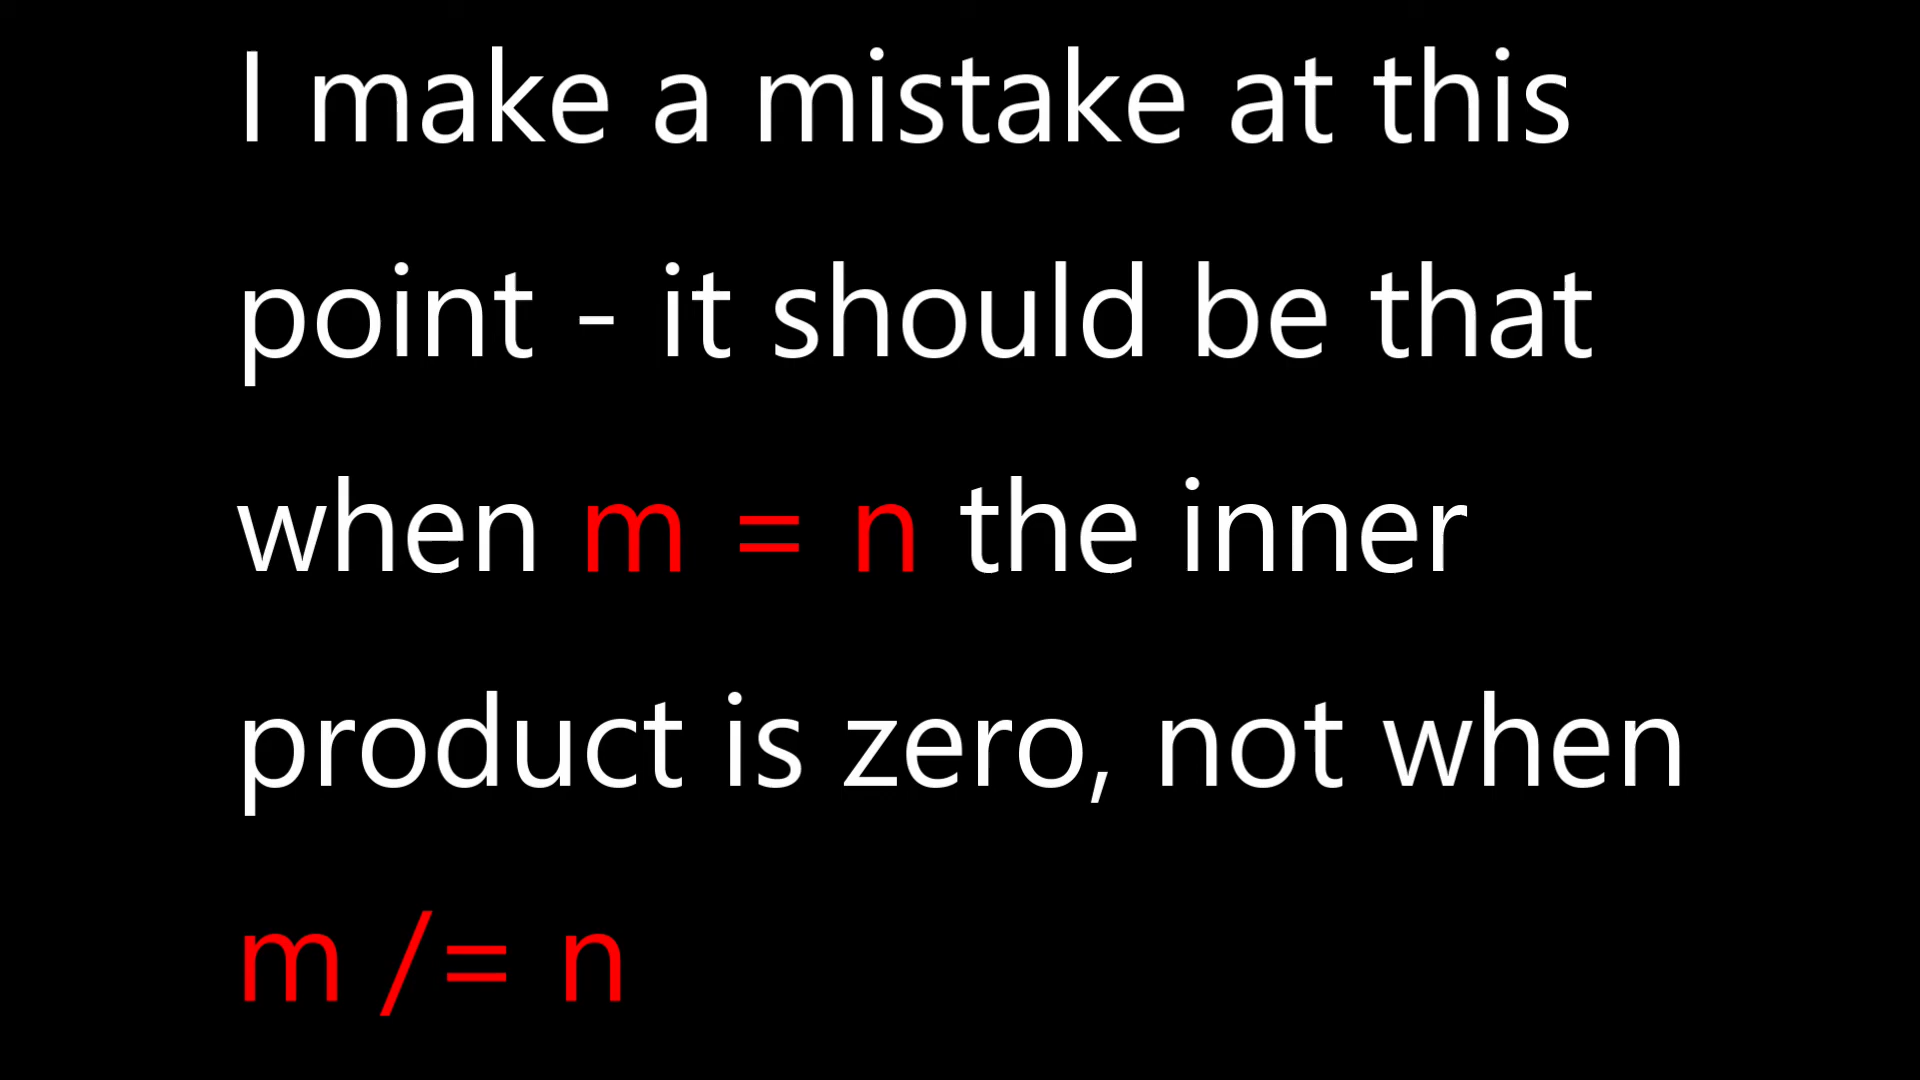 I make a mistake at this
point - it should be that
when m = n the inner
product is zero, not when
m /= n